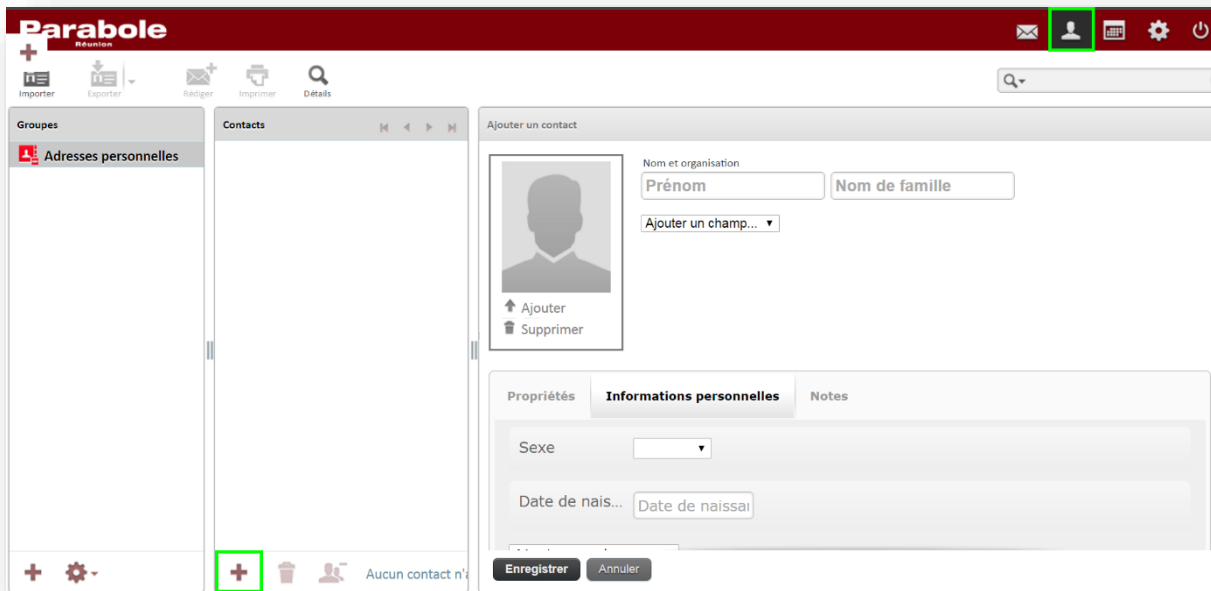 Parabole
Réunion
Importer
Exporter
Rédiger
Imprimer
Détails
Groupes
Contacts
Ajouter un contact
Adresses personnelles
Nom et organisation
Prénom
Nom de famille
Ajouter un champ...
Ajouter
Supprimer
Propriétés
Informations personnelles
Notes
Sexe
Date de nais...
Date de naissa
Aucun contact n'a
Enregistrer
Annuler